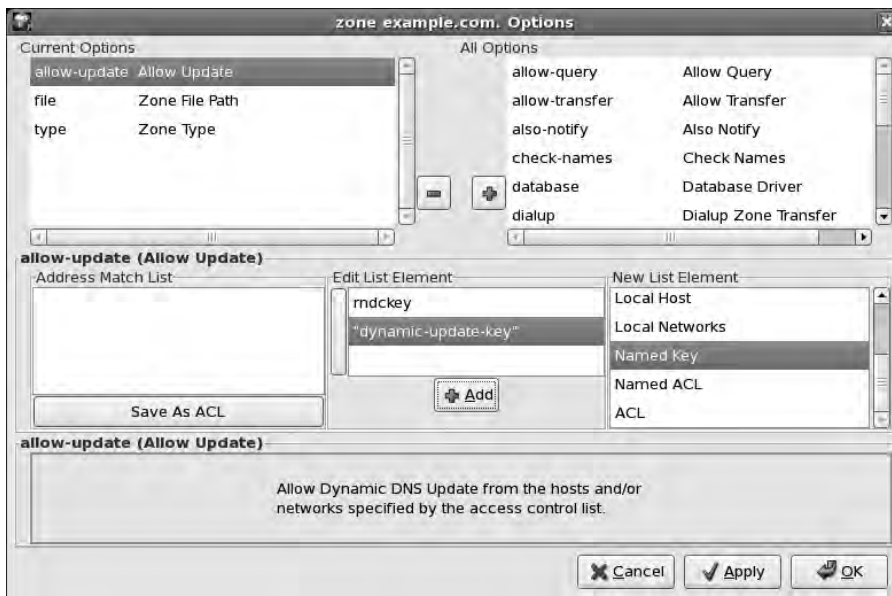 zone example.com. Options
Current Options
allow-update Allow Update
file Zone File Path
type Zone Type
All Options
allow-query Allow Query
allow-transfer Allow Transfer
also-notify Also Notify
check-names Check Names
database Database Driver
dialup Dialup Zone Transfer
allow-update (Allow Update)
Address Match List
Save As ACL
Edit List Element
rndckey
"dynamic-update-key"
Add
New List Element
Local Host
Local Networks
Named Key
Named ACL
ACL
allow-update (Allow Update)
Allow Dynamic DNS Update from the hosts and/or
networks specified by the access control list.
Cancel
Apply
OK